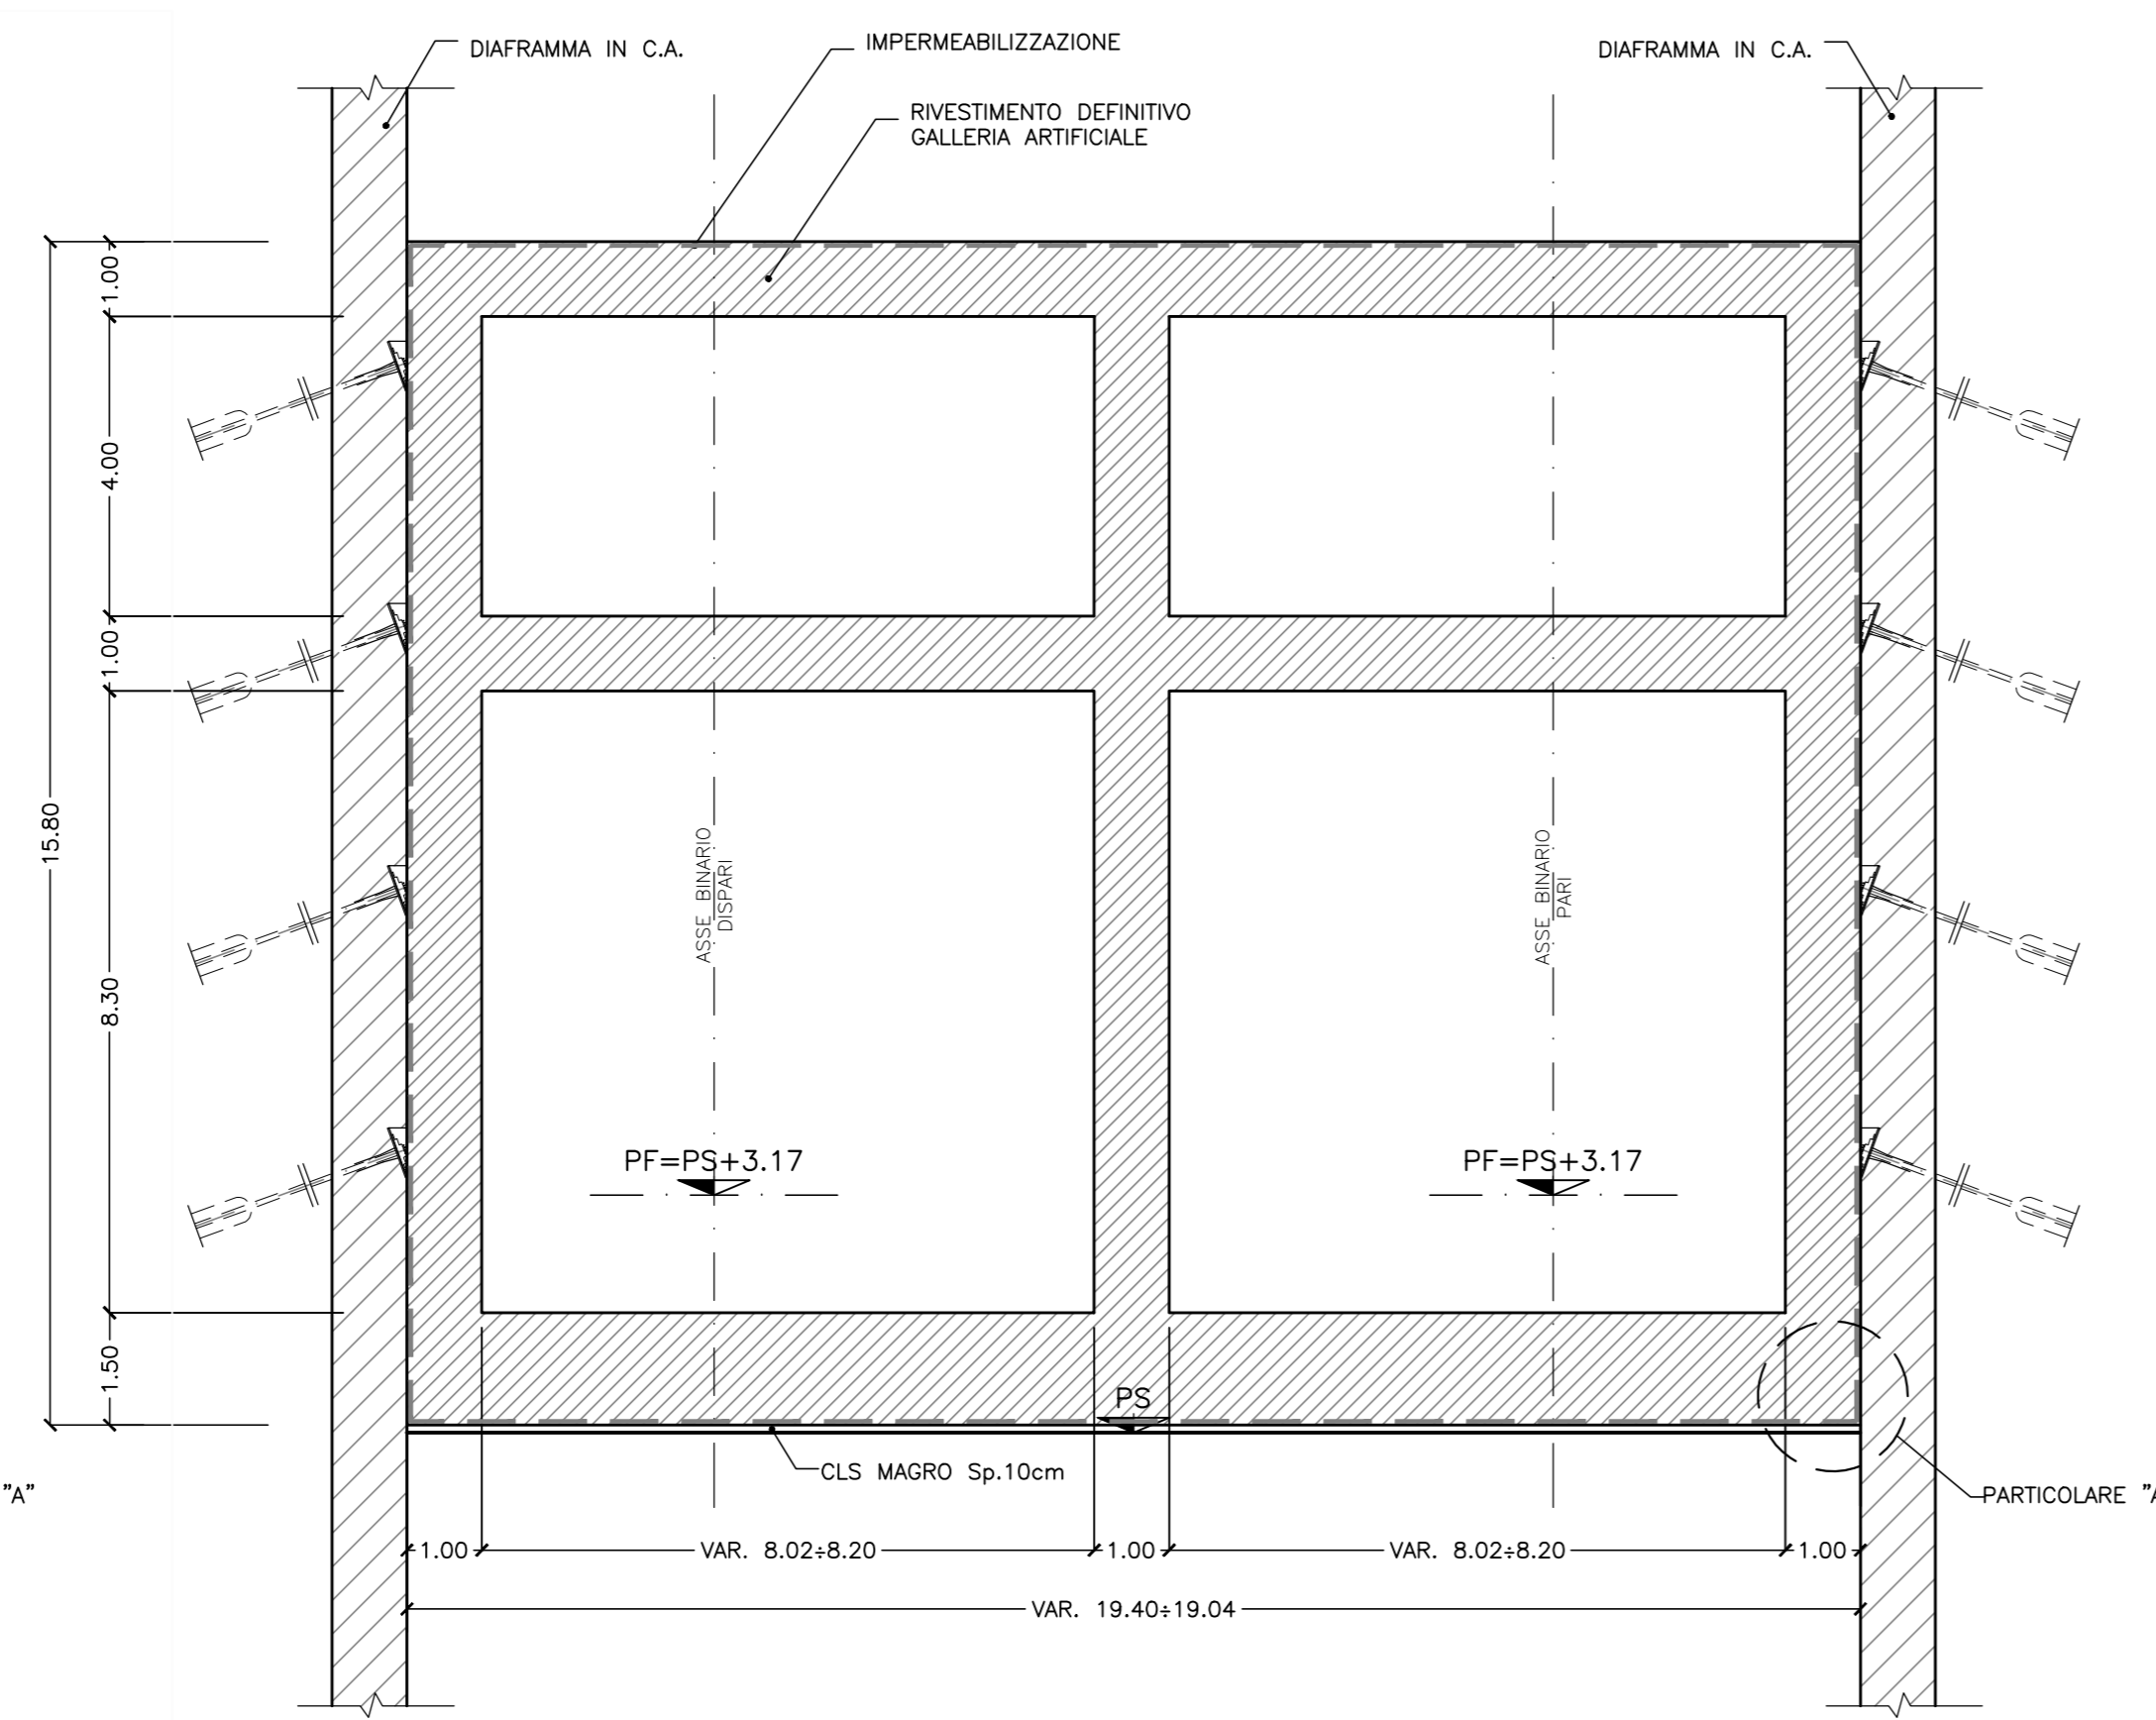 DIAFRAMMA IN C.A.
IMPERMEABILIZZAZIONE
DIAFRAMMA IN C.A.
RIVESTIMENTO DEFINITIVO
GALLERIA ARTIFICIALE
1.00
4.00
1.00
15.80
8.30
1.50
ASSE BINARIO
DISPARI
ASSE BINARIO
PARI
PF=PS+3.17
PF=PS+3.17
PS
CLS MAGRO Sp.10cm
"A"
PARTICOLARE "A
1.00
VAR. 8.02÷8.20
1.00
VAR. 8.02÷8.20
1.00
VAR. 19.40÷19.04